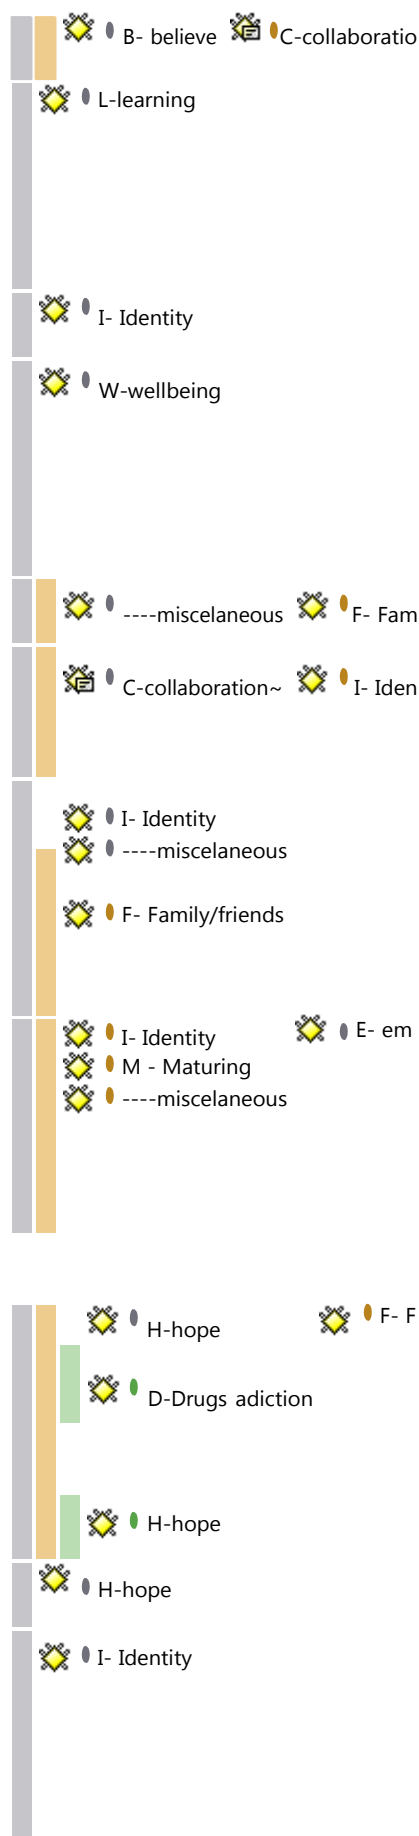 B- believe C-collaboratio
L-learning
I- Identity
W-wellbeing
----miscelaneous F- Fam
C-collaboration~ I- Iden
I- Identity
----miscelaneous
F- Family/friends
I- Identity E- em
M - Maturing
----miscelaneous
H-hope F- F
D-Drugs adiction
H-hope
H-hope
I- Identity